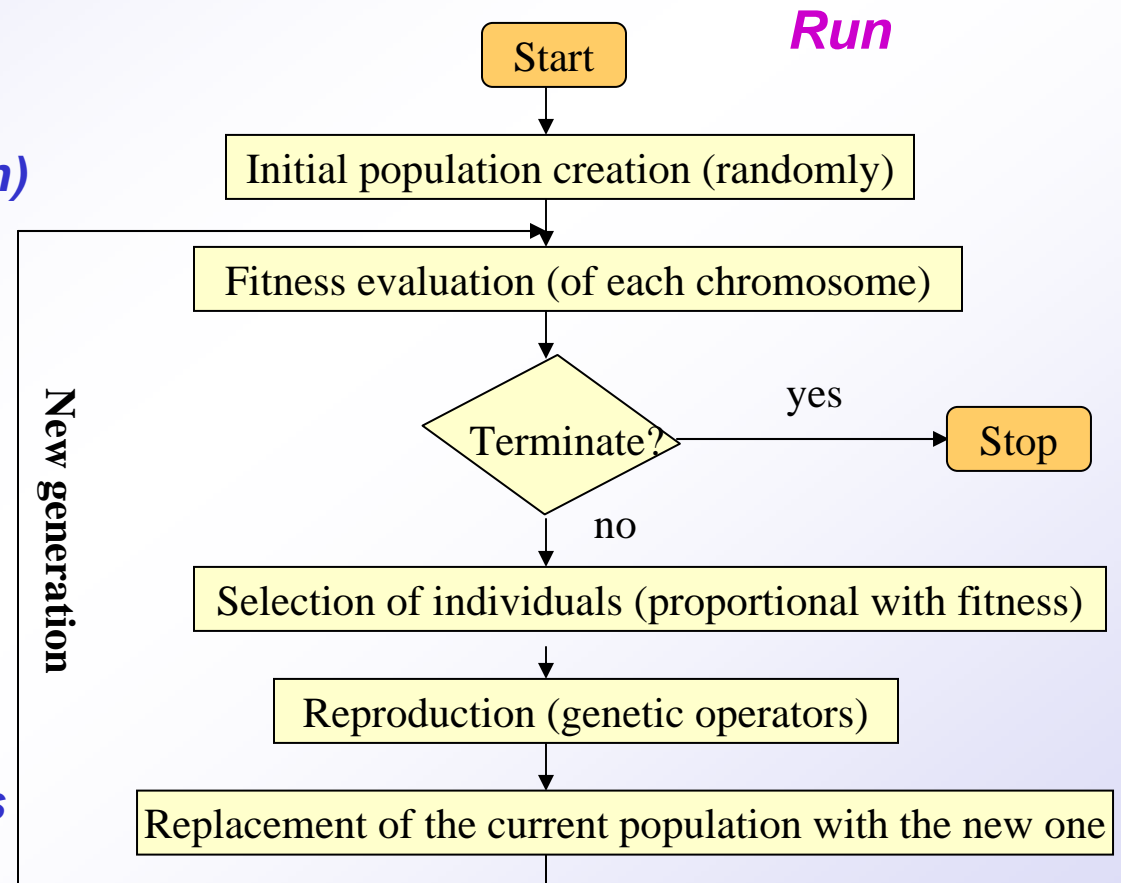 Run
Start
n)
Initial population creation (randomly)
Fitness evaluation (of each chromosome)
yes
Terminate?
Stop
no
New generation
Selection of individuals (proportional with fitness)
Reproduction (genetic operators)
s
Replacement of the current population with the new one